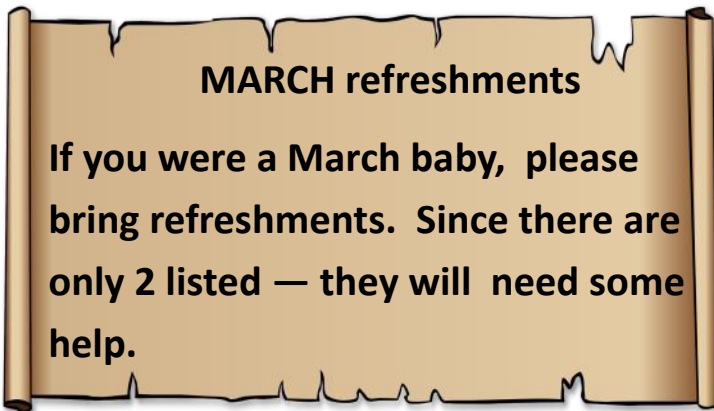 MARCH refreshments
If you were a March baby,  please
bring refreshments.  Since there are
only 2 listed — they will  need some
help.